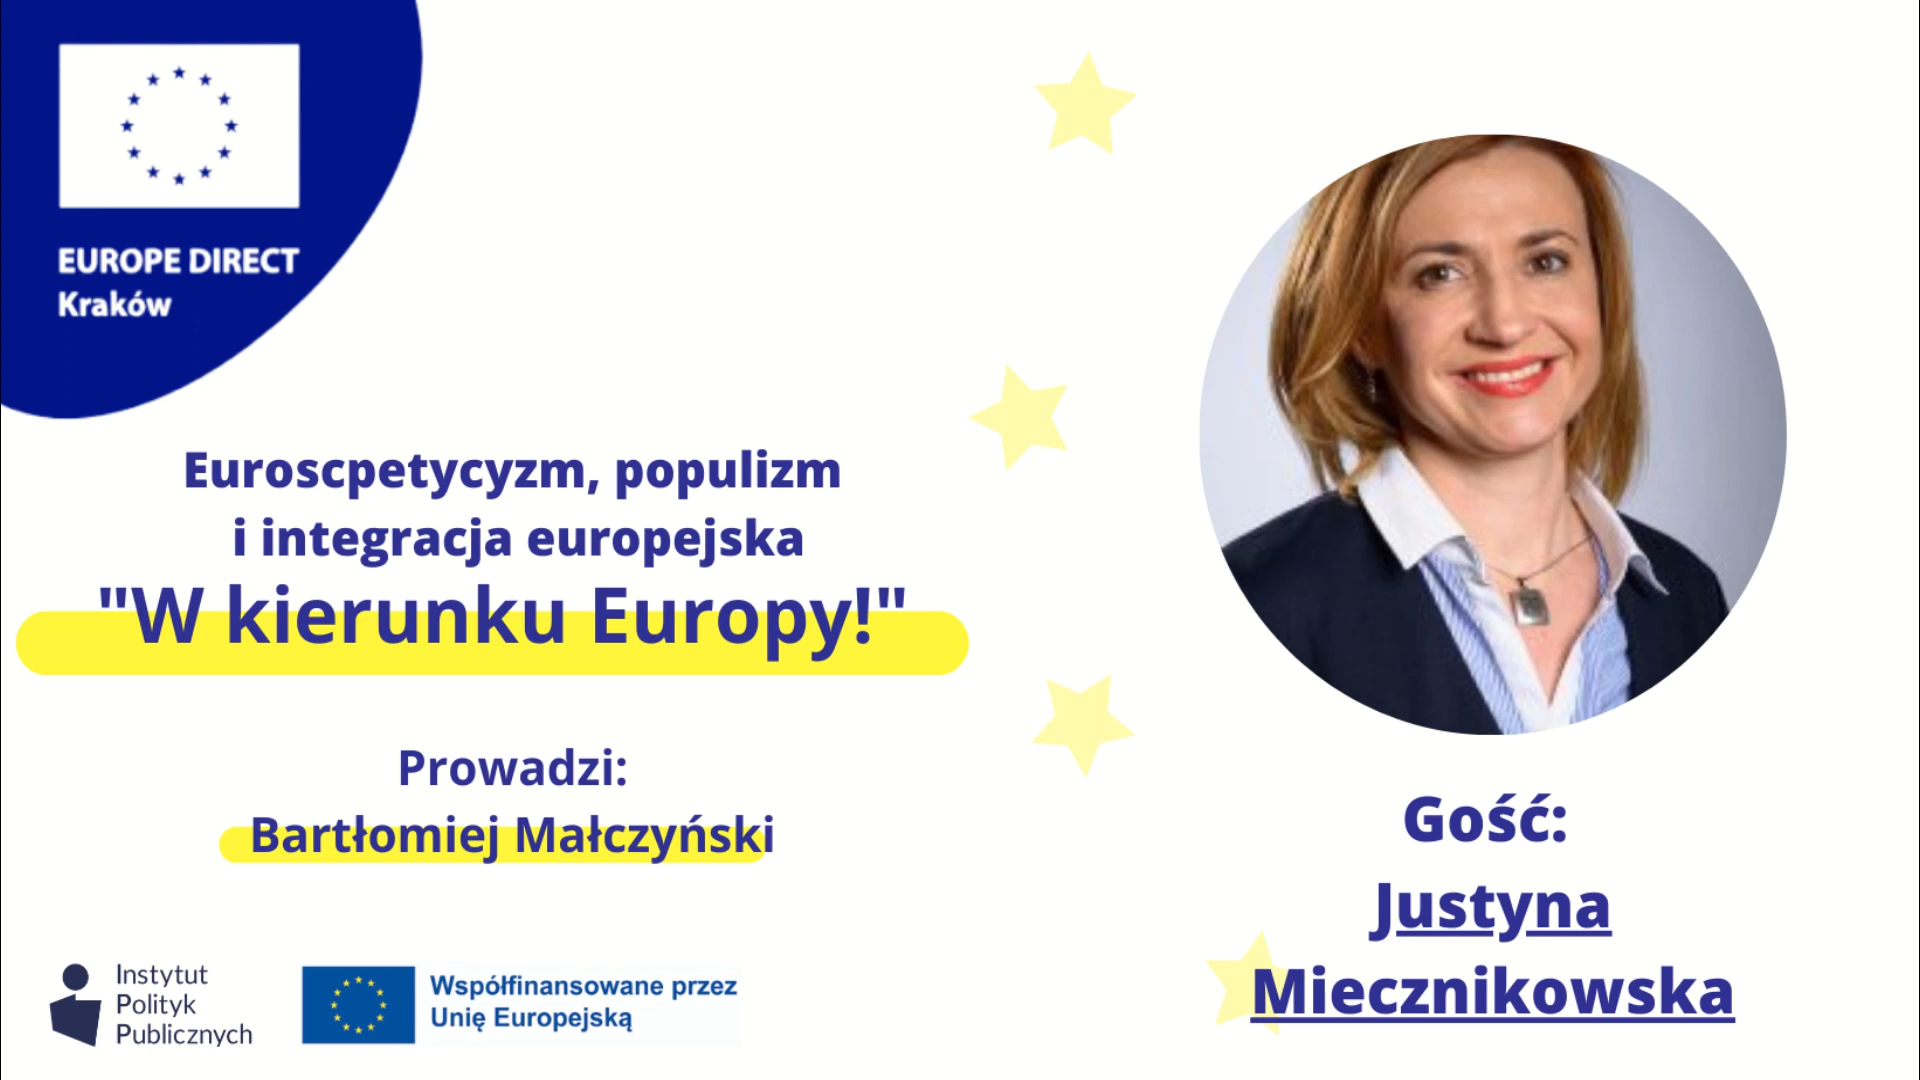 EUROPE DIRECT
Kraków
Euroscpetycyzm, populizm
i integracja europejska
"W kierunku Europy!"
Prowadzi:
Bartłomiej Małczyński
Instytut
Polityk
Publicznych
Współfinansowane przez
Unię Europejską
Gość:
Justyna
Miecznikowska